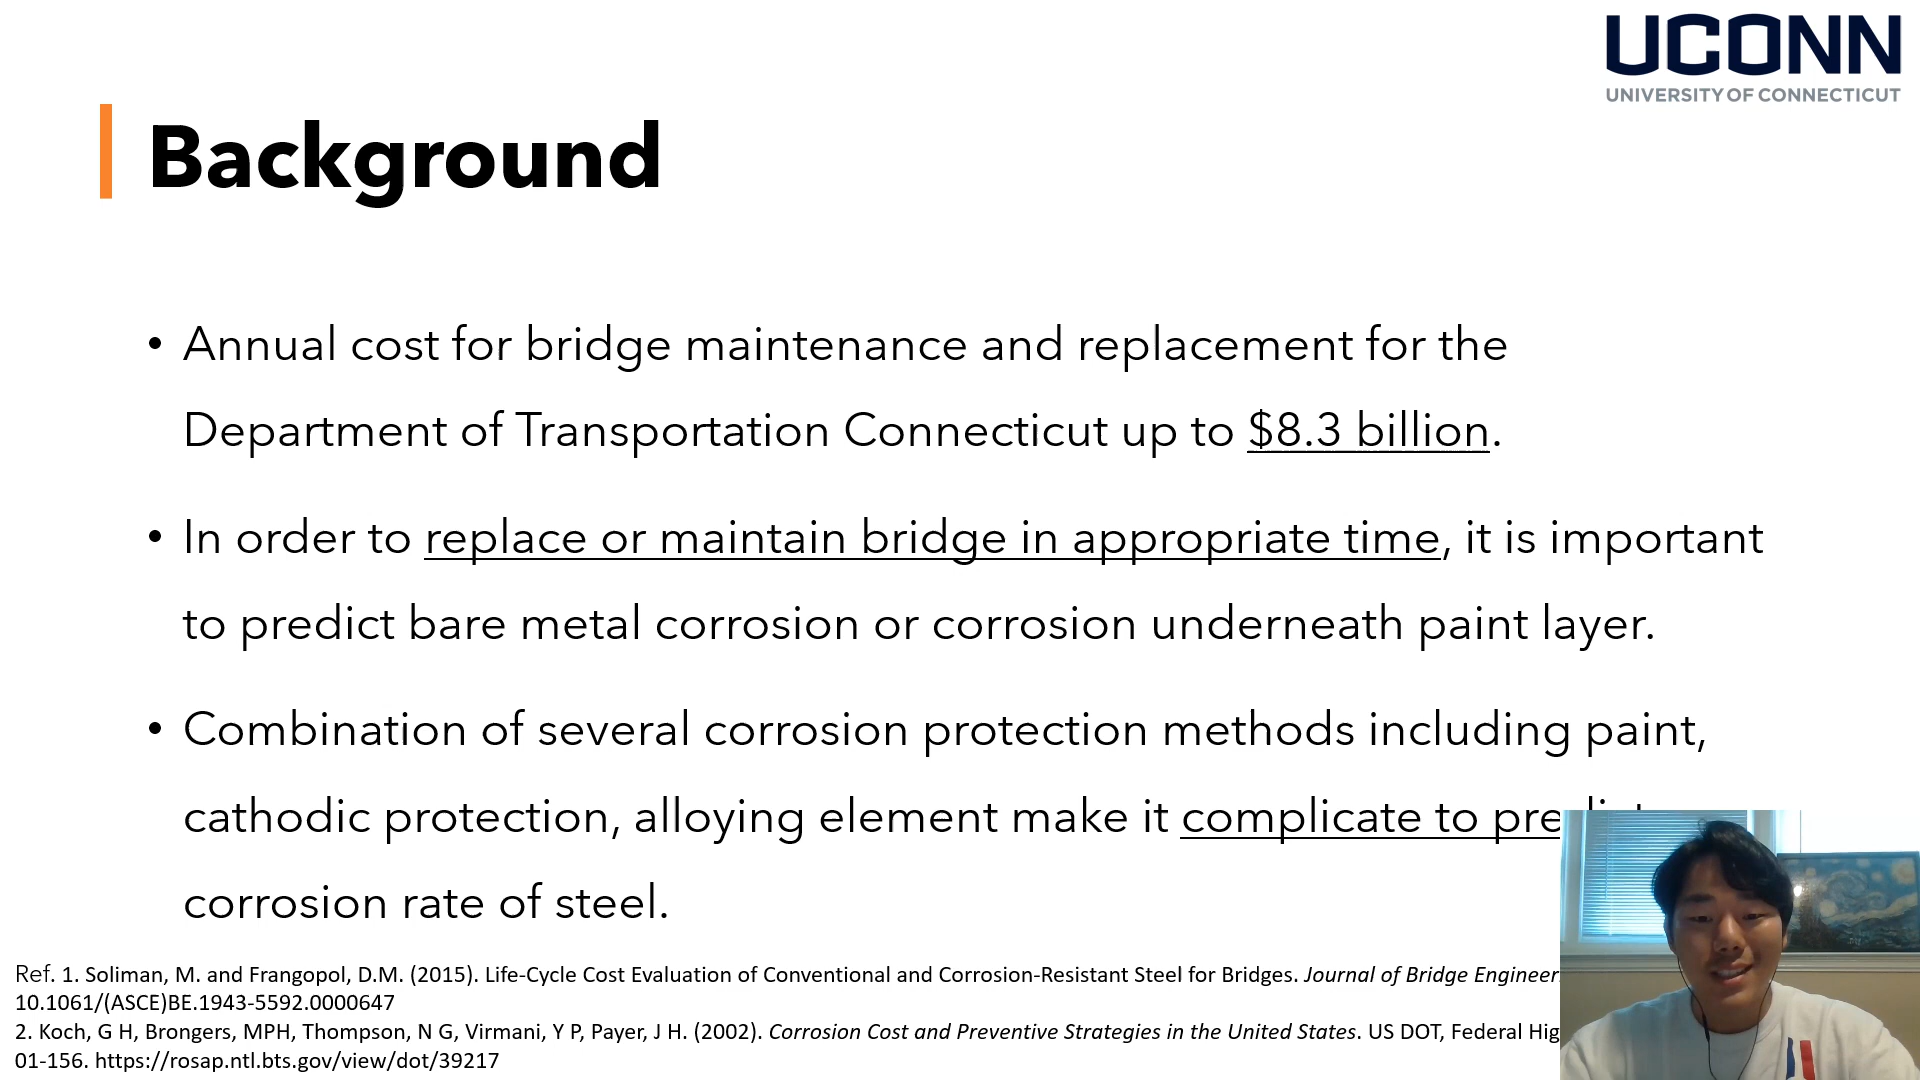 UCONN
UNIVERSITY OF CONNECTICUT
Background
• Annual cost for bridge maintenance and replacement for the
Department of Transportation Connecticut up to $8.3 billion.
• In order to replace or maintain bridge in appropriate time, it is important
to predict bare metal corrosion or corrosion underneath paint layer.
• Combination of several corrosion protection methods including paint,
cathodic protection, alloying element make it complicate to predict
corrosion rate of steel.
Ref. 1. Soliman, M. and Frangopol, D.M. (2015). Life-Cycle Cost Evaluation of Conventional and Corrosion-Resistant Steel for Bridges. Journal of Bridge
10.1061/(ASCE)BE.1943-5592.0000647
2. Koch, G H, Brongers, MPH, Thompson, N G, Virmani, Y P, Payer, J H. (2002). Corrosion Cost and Preventive Strategies in the United States. US DOT, Federal
01-156. https://rosap.ntl.bts.gov/view/dot/39217